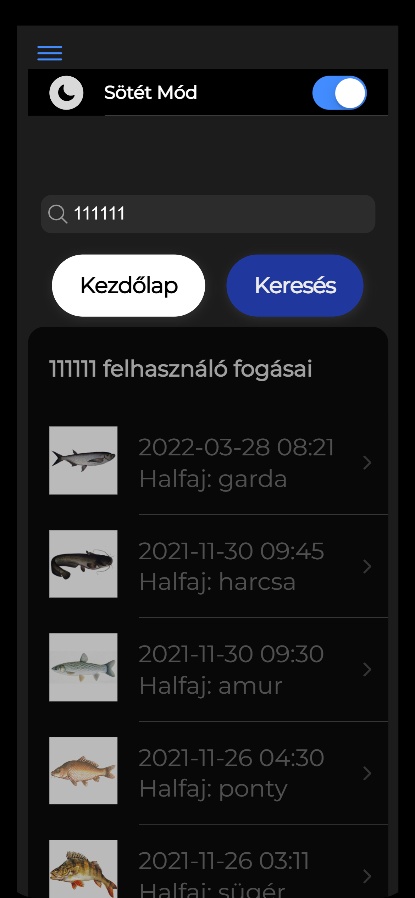 Sötét Mód
111111
Kezdőlap
Keresés
111111 felhasználó fogásai
2022-03-28 08:21
Halfaj: garda
2021-11-30 09:45
Halfaj: harcsa
2021-11-30 09:30
Halfaj: amur
2021-11-26 04:30
Halfaj: ponty
2021-11-26 03:11
Halfaj: sügér